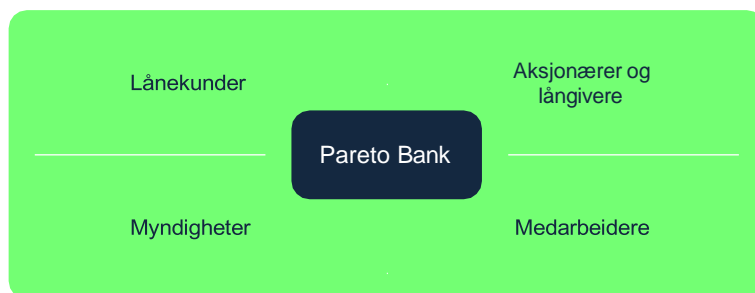 Lånekunder
Aksjonærer og
långivere
Pareto Bank
Myndigheter
Medarbeidere